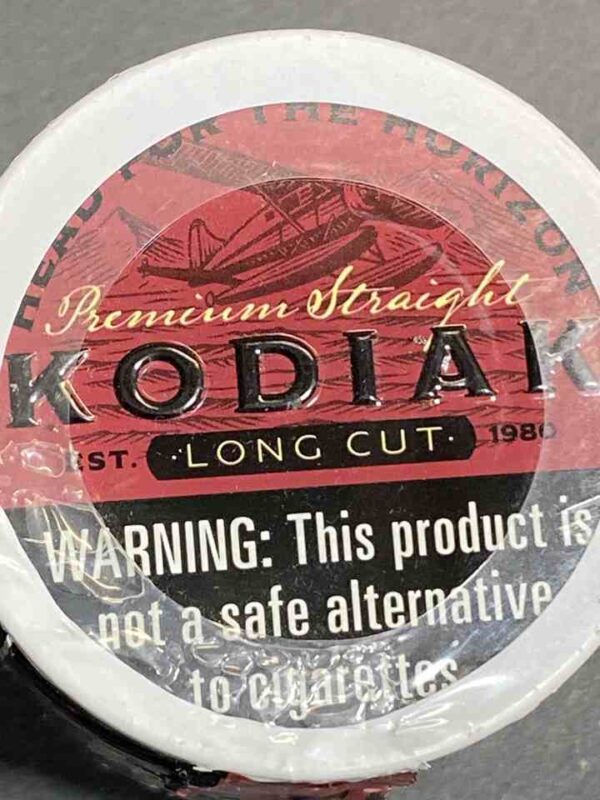 HEAD FOR THE HORIZON
Premium Straight
KODIAK
EST. ·LONG CUT· 1980
WARNING: This product is
not a safe alternative
to cigarettes